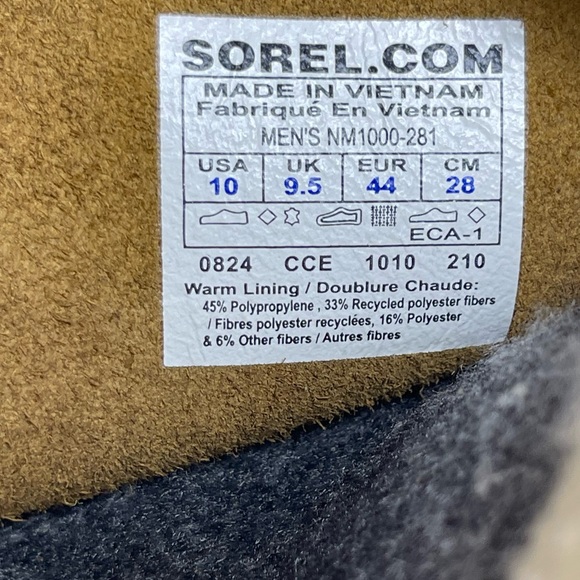 SOREL.COM
MADE IN VIETNAM
Fabriqué En Vietnam
MEN'S NM1000-281
USA UK EUR CM
10 9.5 44 28
ECA-1
0824 CCE 1010 210
Warm Lining / Doublure Chaude:
45% Polypropylene , 33% Recycled polyester fibers
/ Fibres polyester recyclées, 16% Polyester
& 6% Other fibers / Autres fibres